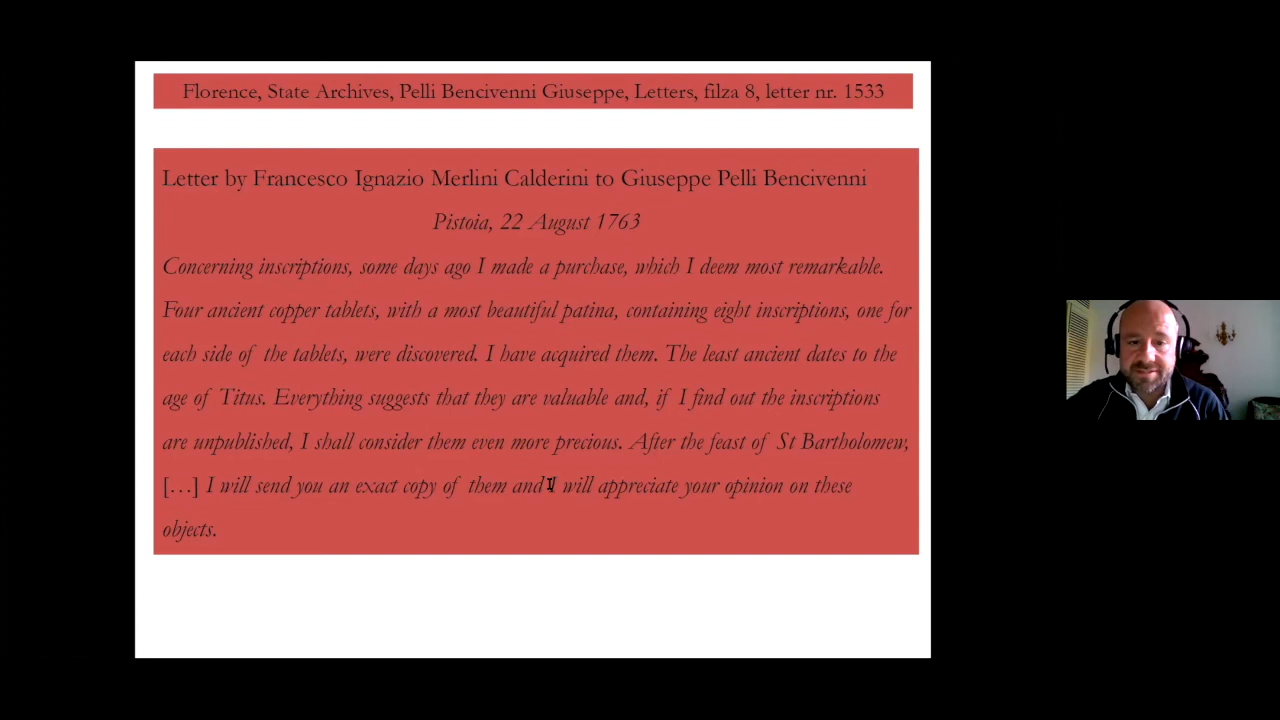 Florence, State Archives, Pelli Bencivenni Giuseppe, Letters, filza 8, letter nr. 1533
Letter by Francesco Ignazio Merlini Calderini to Giuseppe Pelli Bencivenni
Pistoia, 22 August 1763
Concerning inscriptions, some days ago I made a purchase, which I deem most remarkable.
Four ancient copper tablets, with a most beautiful patina, containing eight inscriptions, one for
each side of the tablets, were discovered. I have acquired them. The least ancient dates to the
age of Titus. Everything suggests that they are valuable and, if I find out the inscriptions
are unpublished, I shall consider them even more precious. After the feast of St Bartholomew,
[…] I will send you an exact copy of them and I will appreciate your opinion on these
objects.